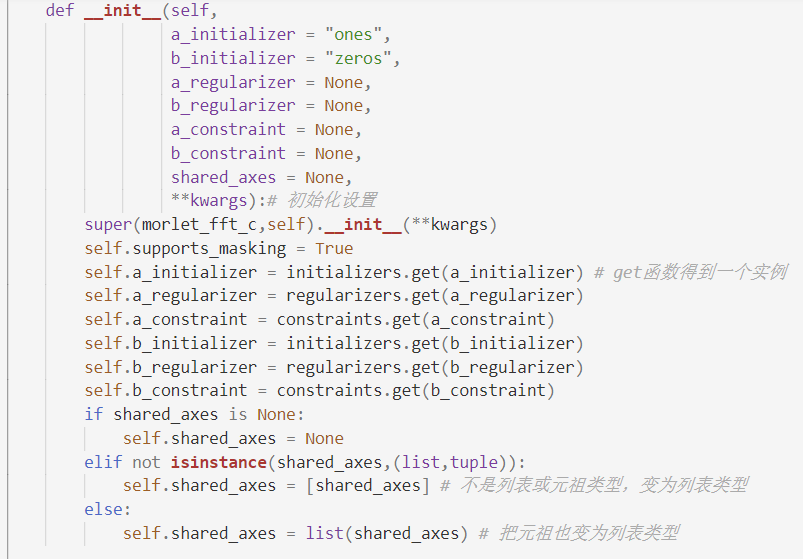 def __init__(self,
a_initializer = "ones",
b_initializer = "zeros",
a_regularizer = None,
b_regularizer = None,
a_constraint = None,
b_constraint = None,
shared_axes = None,
**kwargs):# 初始化设置
super(morlet_fft_c,self).__init__(**kwargs)
self.supports_masking = True
self.a_initializer = initializers.get(a_initializer) # get函数得到一个实例
self.a_regularizer = regularizers.get(a_regularizer)
self.a_constraint = constraints.get(a_constraint)
self.b_initializer = initializers.get(b_initializer)
self.b_regularizer = regularizers.get(b_regularizer)
self.b_constraint = constraints.get(b_constraint)
if shared_axes is None:
self.shared_axes = None
elif not isinstance(shared_axes,(list,tuple)):
self.shared_axes = [shared_axes] # 不是列表或元祖类型，变为列表类型
else:
self.shared_axes = list(shared_axes) # 把元祖也变为列表类型